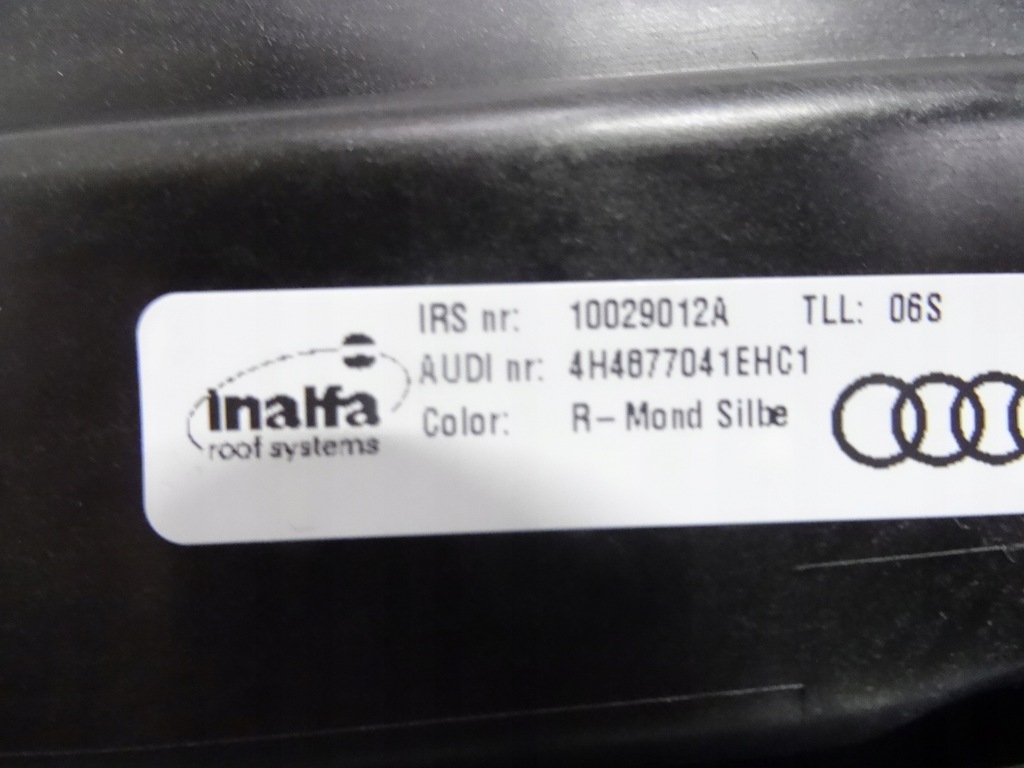 inalfa
roof systems
IRS nr: 10029012A TLL: 06S
AUDI nr: 4H4877041EHC1
Color: R-Mond Silbe